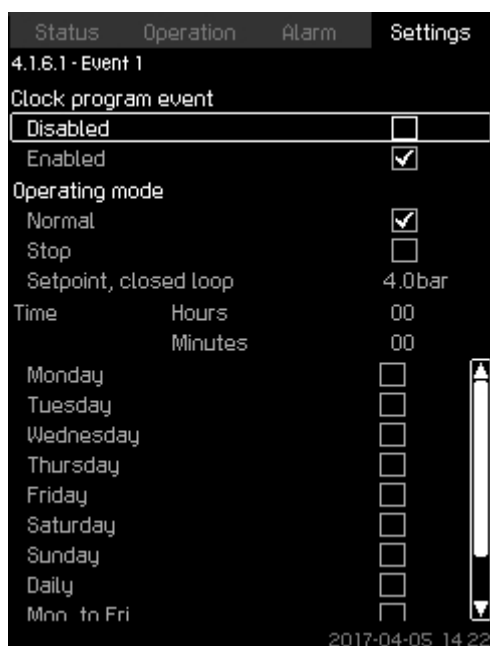 Status Operation Alarm Settings
4.1.6.1 - Event 1
Clock program event
Disabled
Enabled
Operating mode
Normal
Stop
Setpoint, closed loop 4.0bar
Time Hours 00
Minutes 00
Monday
Tuesday
Wednesday
Thursday
Friday
Saturday
Sunday
Daily
Mon. to Fri
2017-04-05 14:22